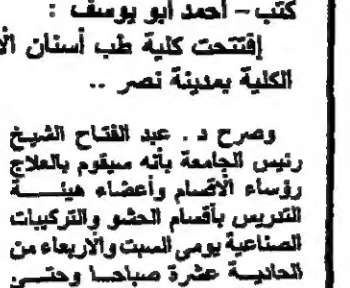 كتب - أحمد أبو يوسف :
إفتتحت كلية طب أسنان
الكلية بمدينة نصر ..
وصرح د . عبد الفتاح الشيخ
رئيس الجامعة بأنه سيقوم بالعلاج
رؤساء الأقسام وأعضاء هيئة
التدريس بأقسام الحشو والتركيبات
الصناعية يومى السبت والأربعاء من
الحادية عشرة صباحا وحتى